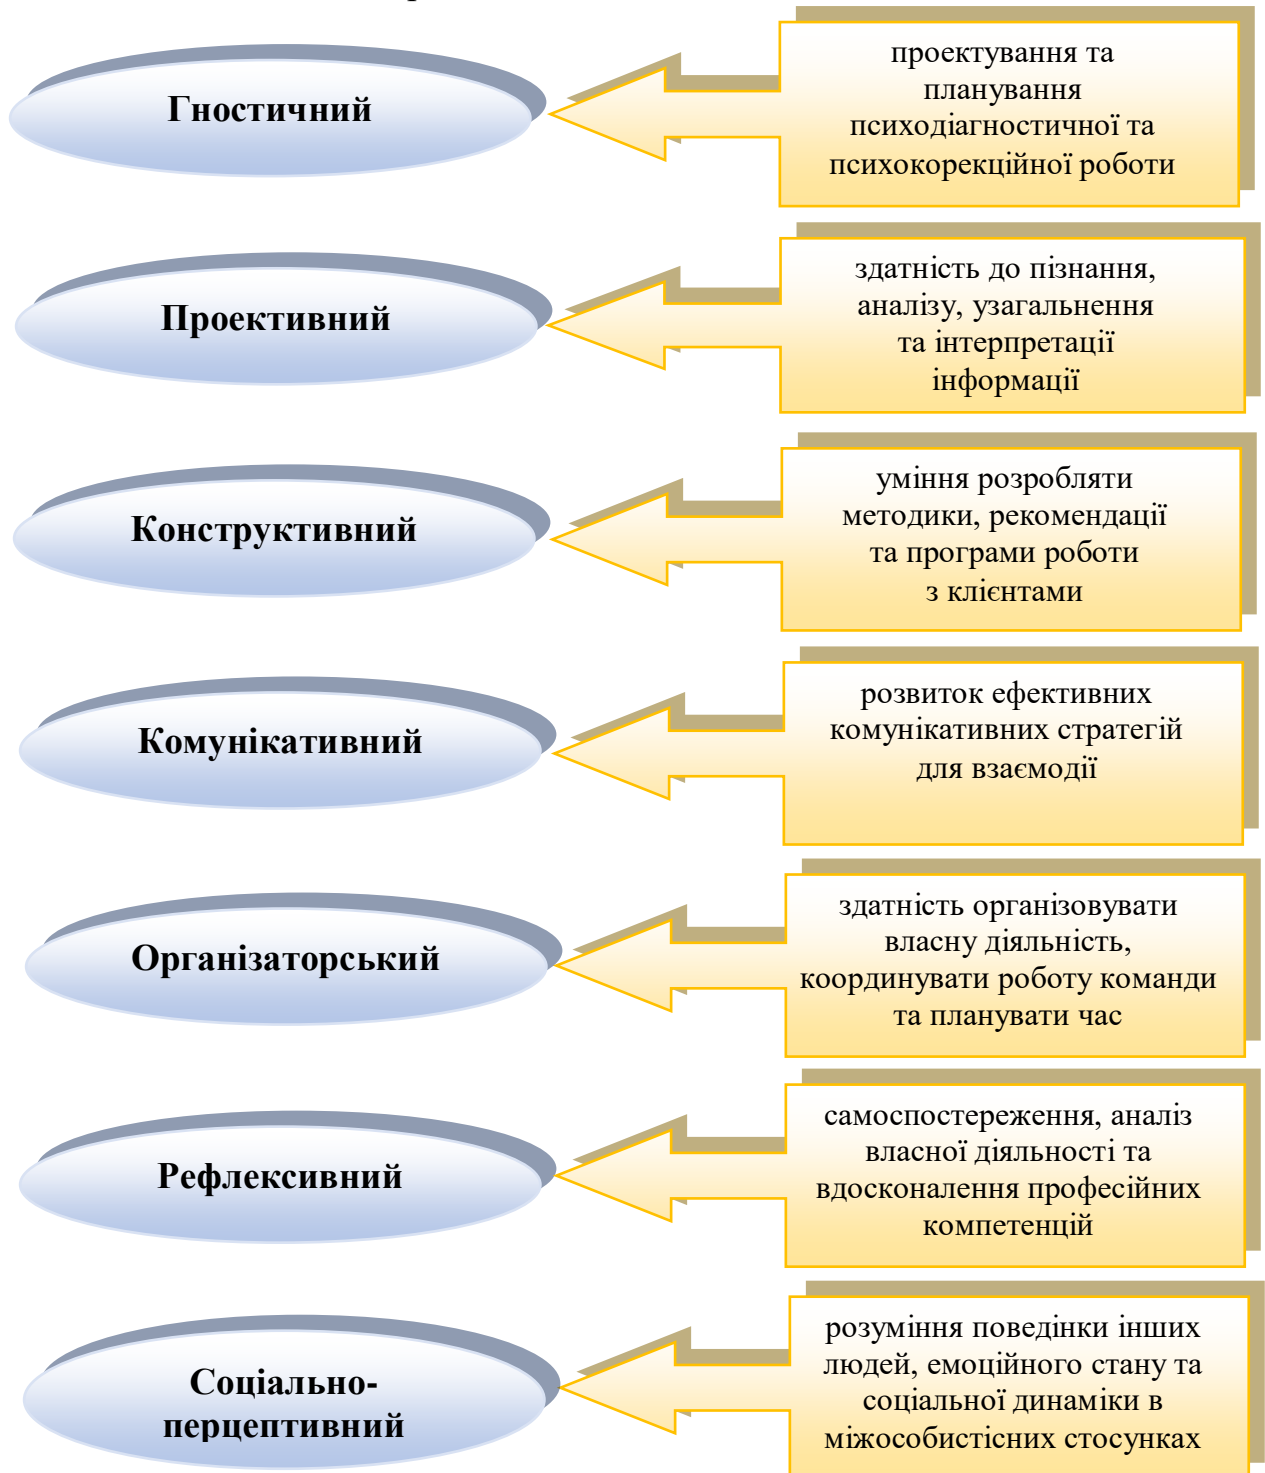 Гностичний
проектування та
планування
психодіагностичної та
психокорекційної роботи
Проективний
здатність до пізнання,
аналізу, узагальнення
та інтерпретації
інформації
Конструктивний
уміння розробляти
методики, рекомендації
та програми роботи
з клієнтами
Комунікативний
розвиток ефективних
комунікативних стратегій
для взаємодії
Організаторський
здатність організовувати
власну діяльність,
координувати роботу команди
та планувати час
Рефлексивний
самоспостереження, аналіз
власної діяльності та
вдосконалення професійних
компетенцій
Соціально-
перцептивний
розуміння поведінки інших
людей, емоційного стану та
соціальної динаміки в
міжособистісних стосунках